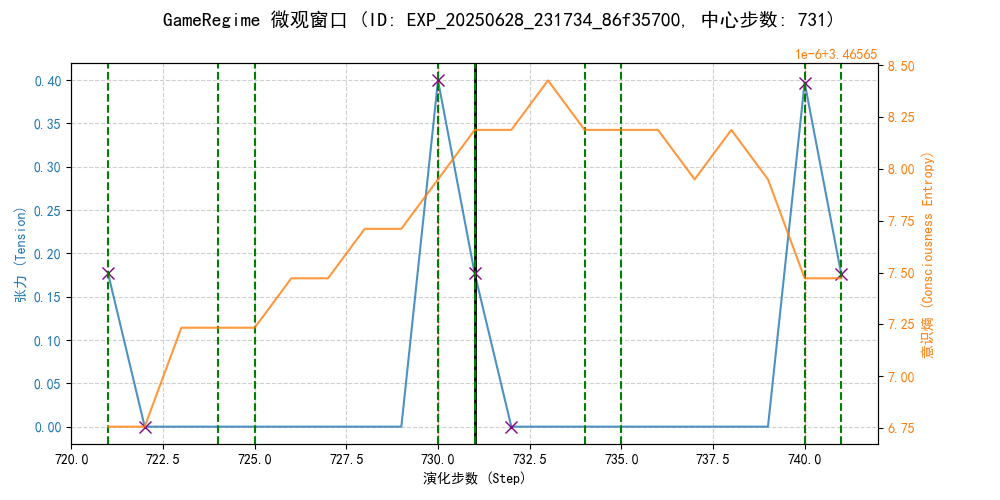 GameRegime 微观窗口 (ID: EXP_20250628_231734_86f35700, 中心步数: 731)
1e-6+3.46565
0.40
0.35
0.30
0.25
0.20
0.15
0.10
0.05
0.00
张力 (Tension)
8.50
8.25
8.00
7.75
7.50
7.25
7.00
6.75
意识熵 (Consciousness Entropy)
720.0 722.5 725.0 727.5 730.0 732.5 735.0 737.5 740.0
演化步数 (Step)